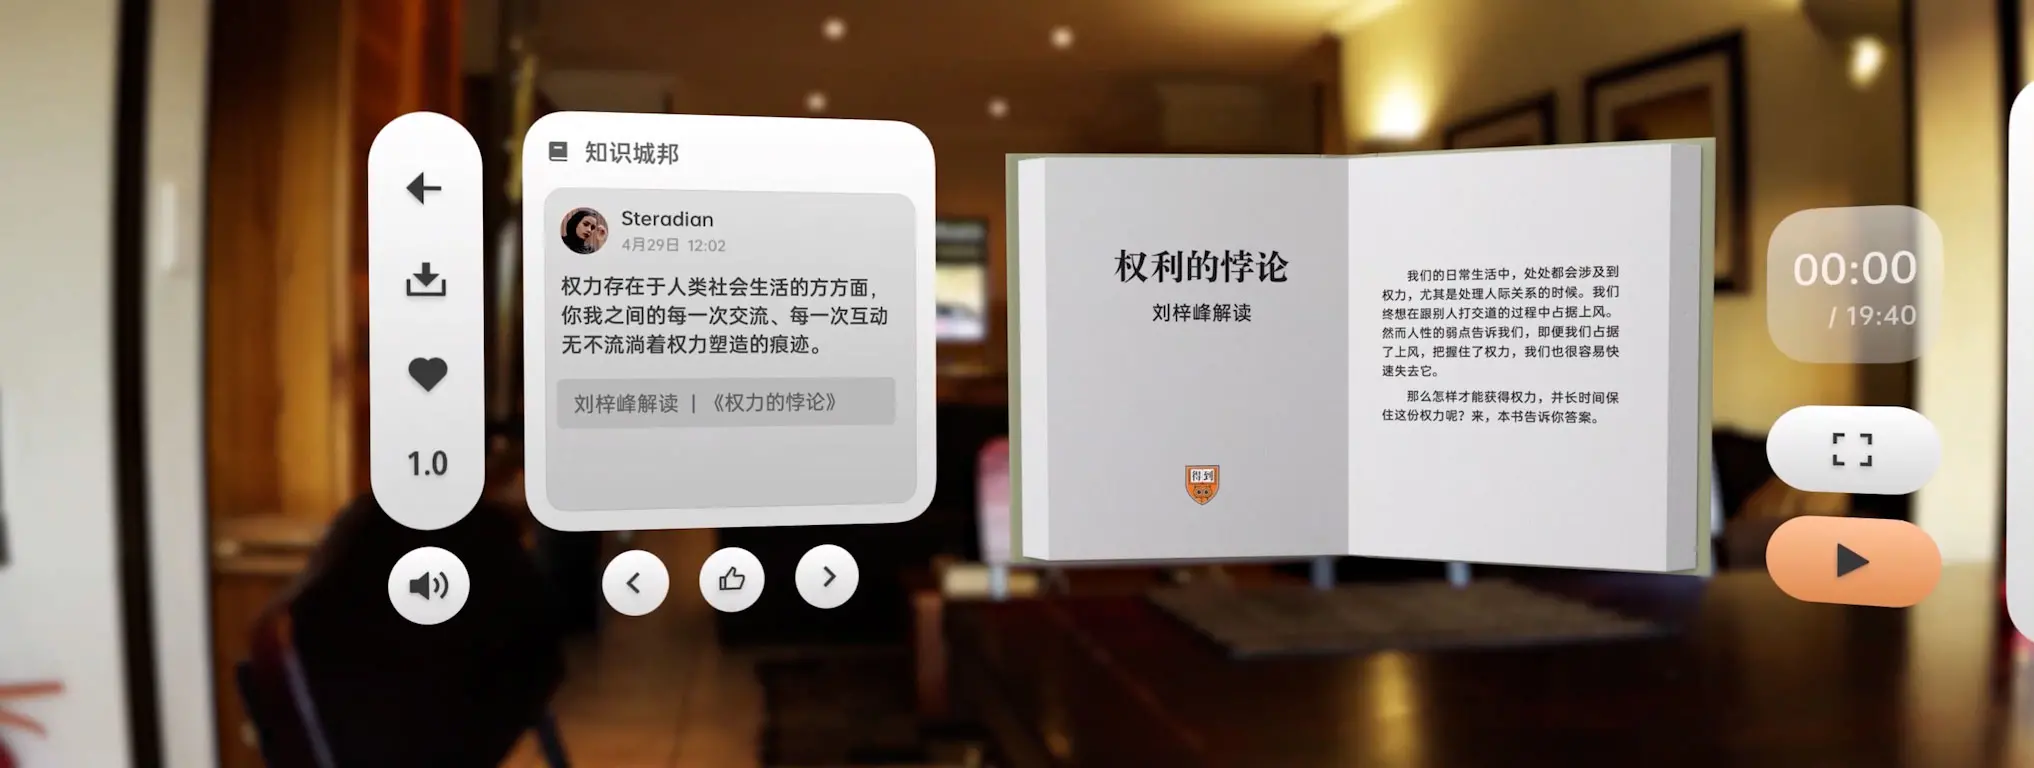 知识城邦
Steradian
4月29日 12:02
权力存在于人类社会生活的方方面，
你我之间的每一次交流、每一次互动
无不流淌着权力塑造的痕迹。
刘梓峰解读 | 《权力的悖论》
1.0
权利的悖论
刘梓峰解读
得到
我们的日常生活中，处处都会涉及到
权力，尤其是处理人际关系的时候。我们
终想在跟别人打交道的过程中占据上风。
然而人性的弱点告诉我们，即便我们占据
了上风，把握住了权力，我们也很容易快
速失去它。
那么怎样才能获得权力，并长时间保
住这份权力呢？来，本书告诉你答案。
00:00
/ 19:40